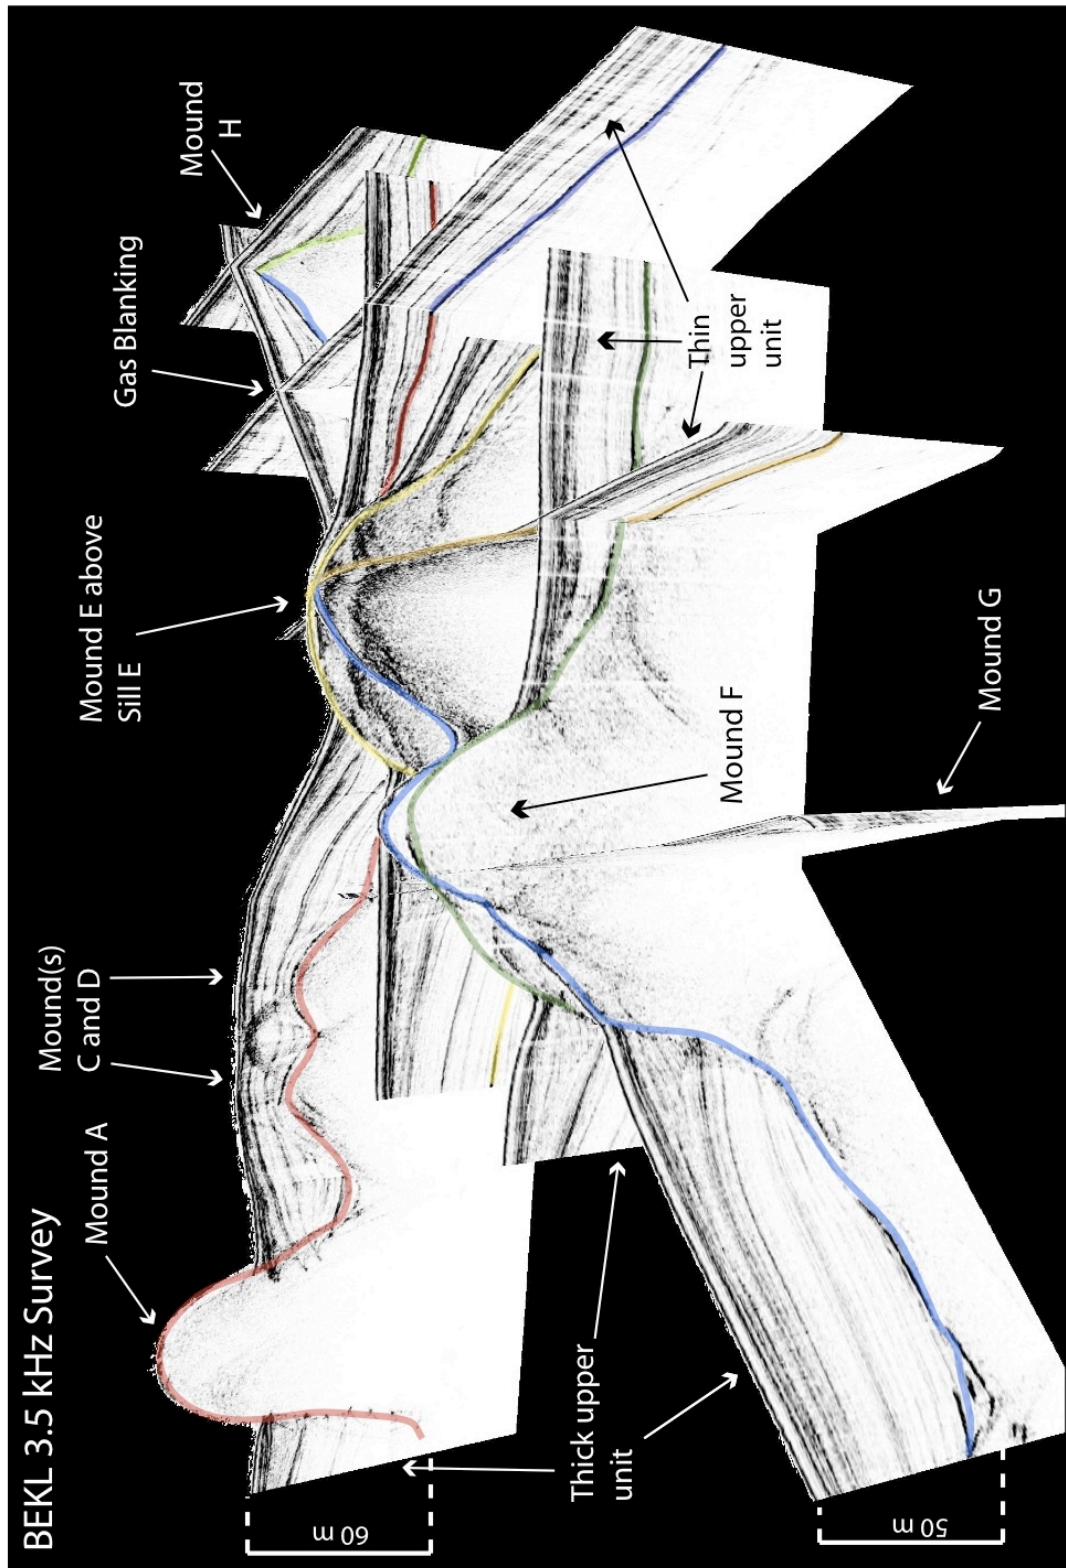 BEKL 3.5 kHz Survey
Mound A
Mound(s)
C and D
Mound E above
Sill E
Gas Blanking
Mound
H
60 m
Thick upper
unit
Thin
upper
unit
Mound F
Mound G
50 m